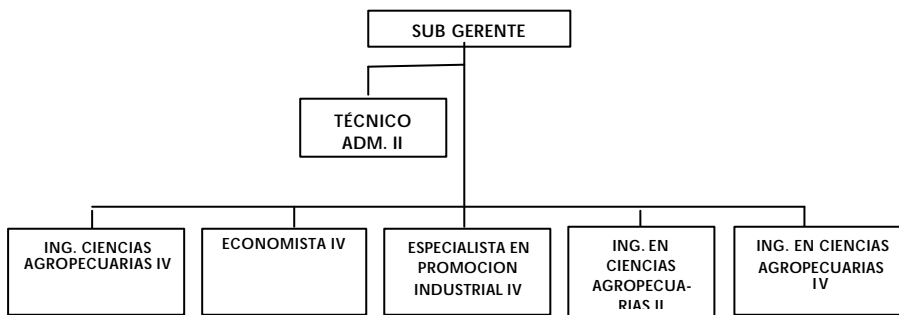 SUB GERENTE
TÉCNICO
ADM. II
ING. CIENCIAS
AGROPECUARIAS IV
ECONOMISTA IV
ESPECIALISTA EN
PROMOCION
INDUSTRIAL IV
ING. EN
CIENCIAS
AGROPECUA-
RIAS II
ING. EN CIENCIAS
AGROPECUARIAS
IV